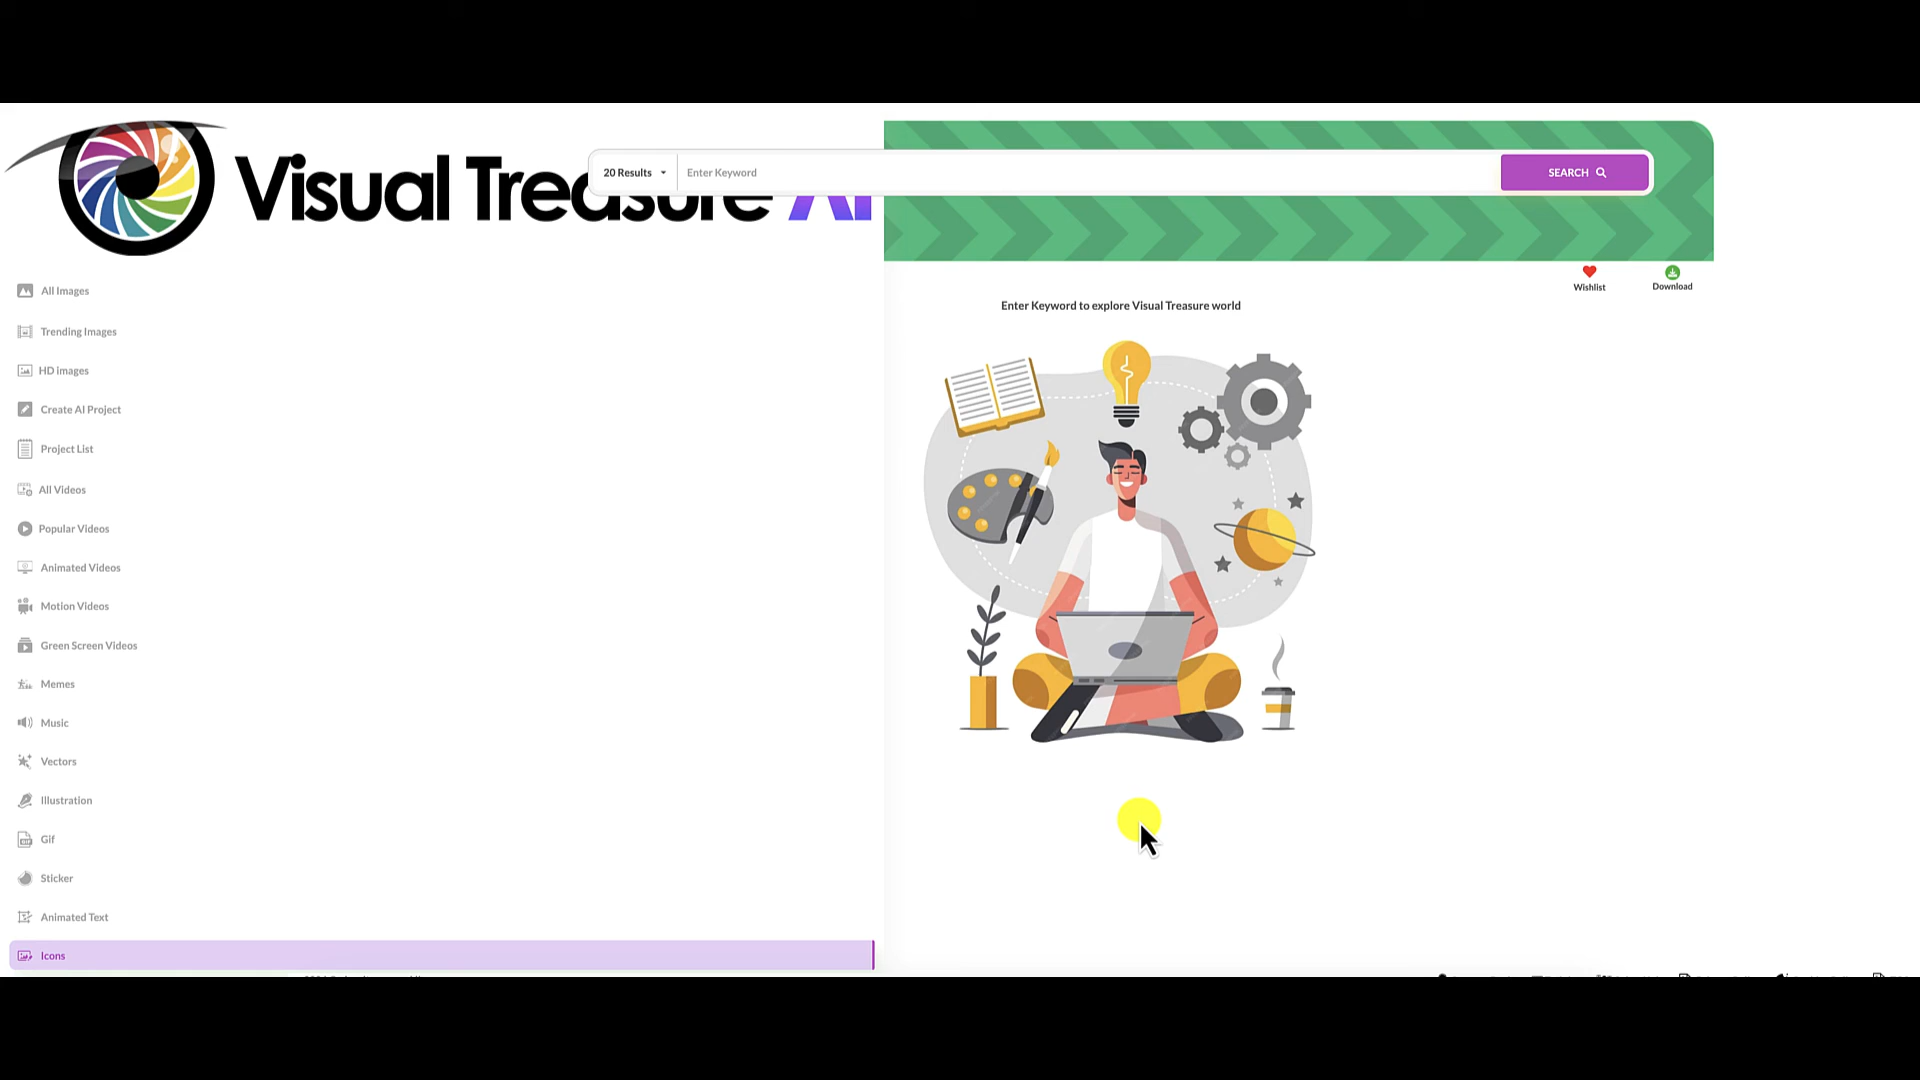 Visual Treasure AI
20 Results
Enter Keyword
SEARCH
Wishlist
Download
Enter Keyword to explore Visual Treasure world
All Images
Trending Images
HD images
Create AI Project
Project List
All Videos
Popular Videos
Animated Videos
Motion Videos
Green Screen Videos
Memes
Music
Vectors
Illustration
Gif
Sticker
Animated Text
Icons